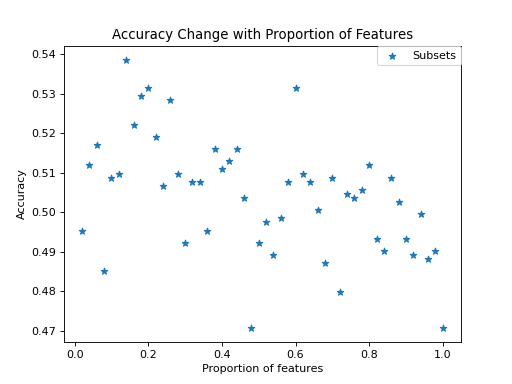 Accuracy Change with Proportion of Features
Subsets
0.54
0.53
0.52
0.51
0.50
0.49
0.48
0.47
Accuracy
0.0 0.2 0.4 0.6 0.8 1.0
Proportion of features